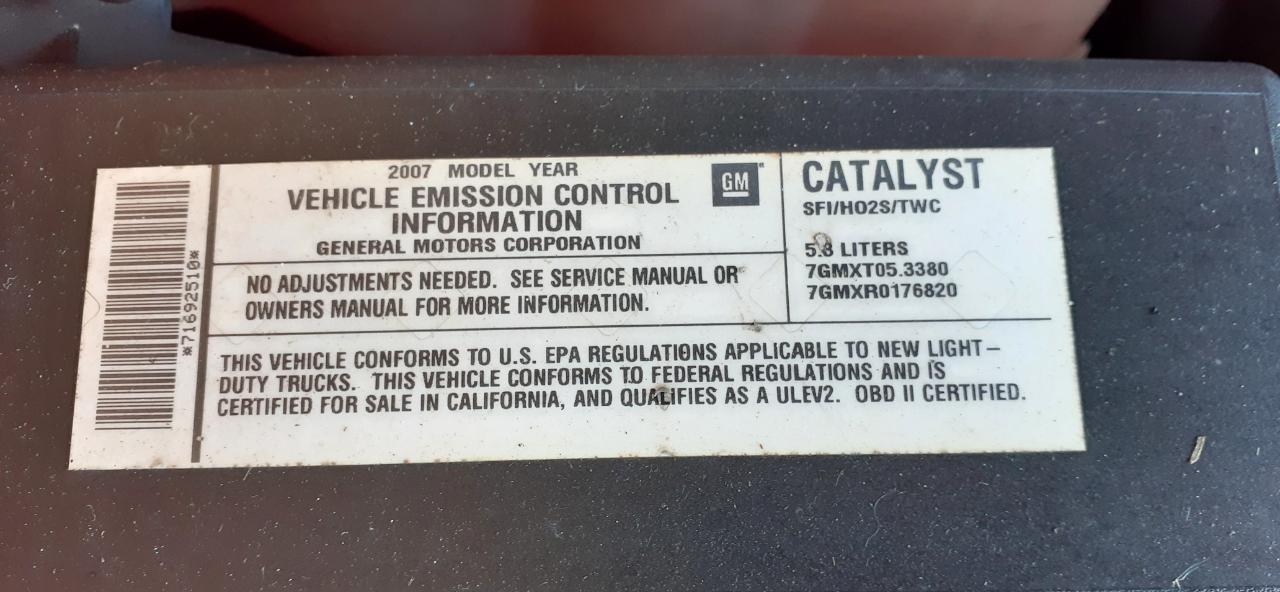 *71692510*
2007 MODEL YEAR
VEHICLE EMISSION CONTROL
INFORMATION
GENERAL MOTORS CORPORATION
GM
NO ADJUSTMENTS NEEDED. SEE SERVICE MANUAL OR
OWNERS MANUAL FOR MORE INFORMATION.
CATALYST
SFI/HO2S/TWC
5.3 LITERS
7GMXT05.3380
7GMXR0176820
THIS VEHICLE CONFORMS TO U.S. EPA REGULATIONS APPLICABLE TO NEW LIGHT–
DUTY TRUCKS. THIS VEHICLE CONFORMS TO FEDERAL REGULATIONS AND IS
CERTIFIED FOR SALE IN CALIFORNIA, AND QUALIFIES AS A ULEV2. OBD II CERTIFIED.